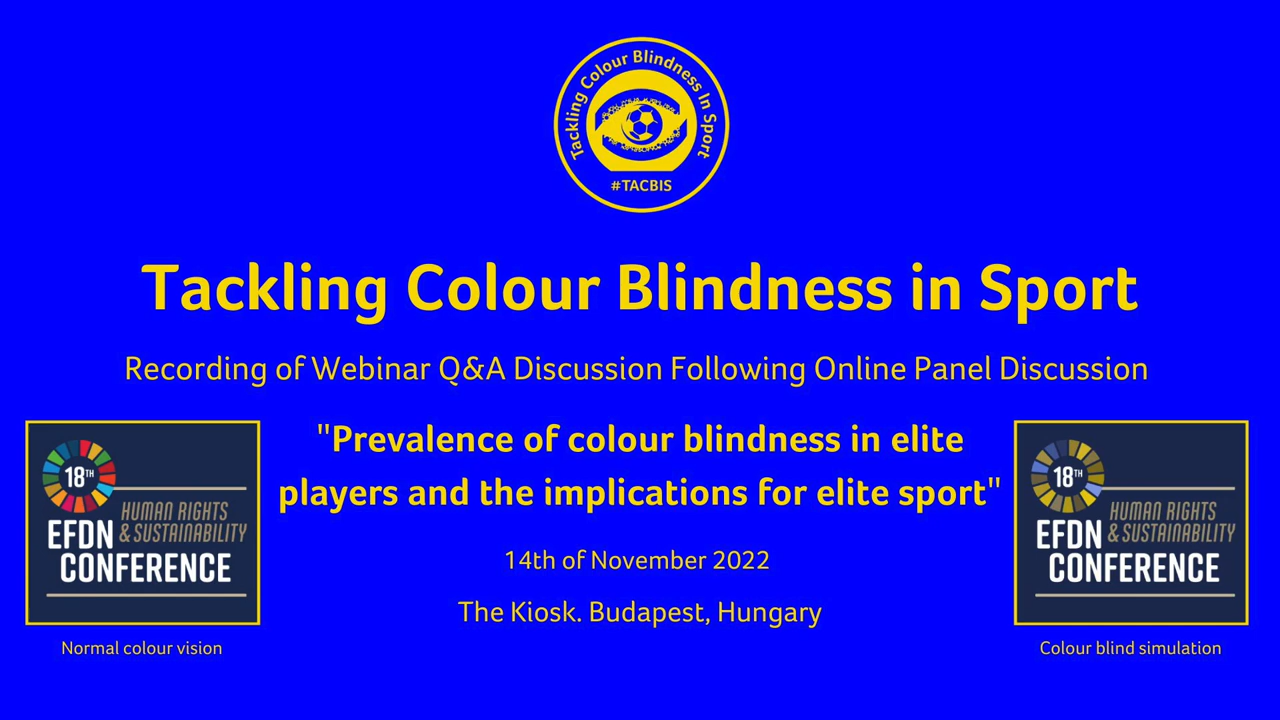 Tackling Colour Blindness In Sport
#TACBIS
Tackling Colour Blindness in Sport
Recording of Webinar Q&A Discussion Following Online Panel Discussion
"Prevalence of colour blindness in elite
players and the implications for elite sport"
14th of November 2022
The Kiosk. Budapest, Hungary
18TH
HUMAN RIGHTS
EFDN & SUSTAINABILITY
CONFERENCE
Normal colour vision
18TH
HUMAN RIGHTS
EFDN & SUSTAINABILITY
CONFERENCE
Colour blind simulation